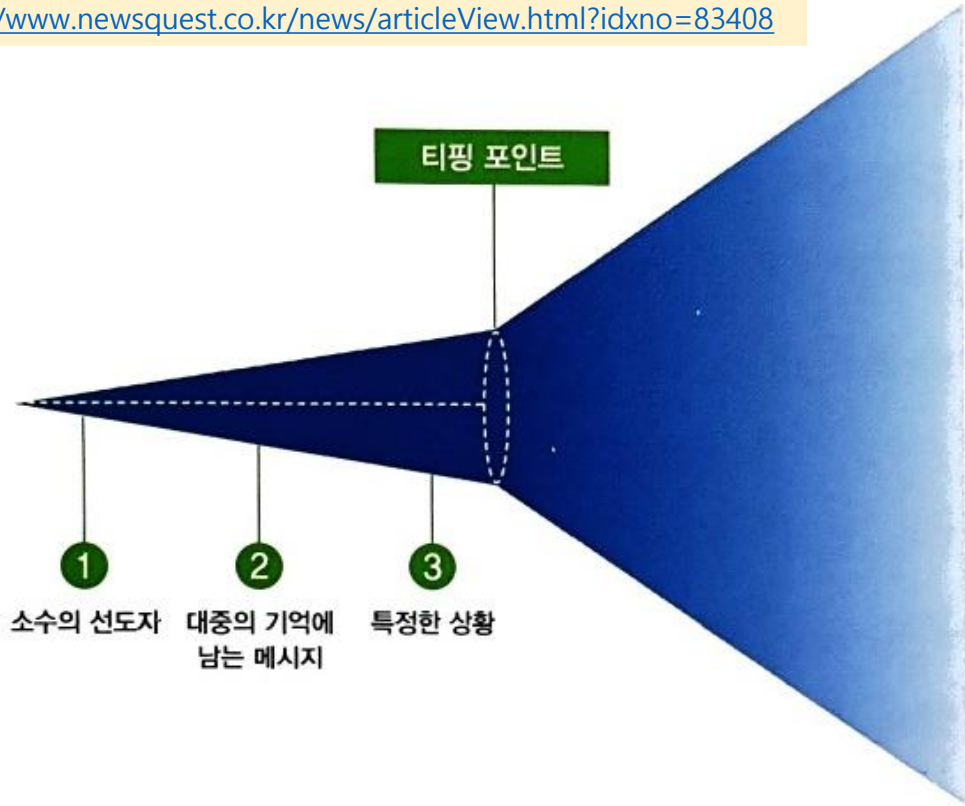 /www.newsquest.co.kr/news/articleView.html?idxno=83408
티핑 포인트
1
2
3
소수의 선도자
대중의 기억에
남는 메시지
특정한 상황